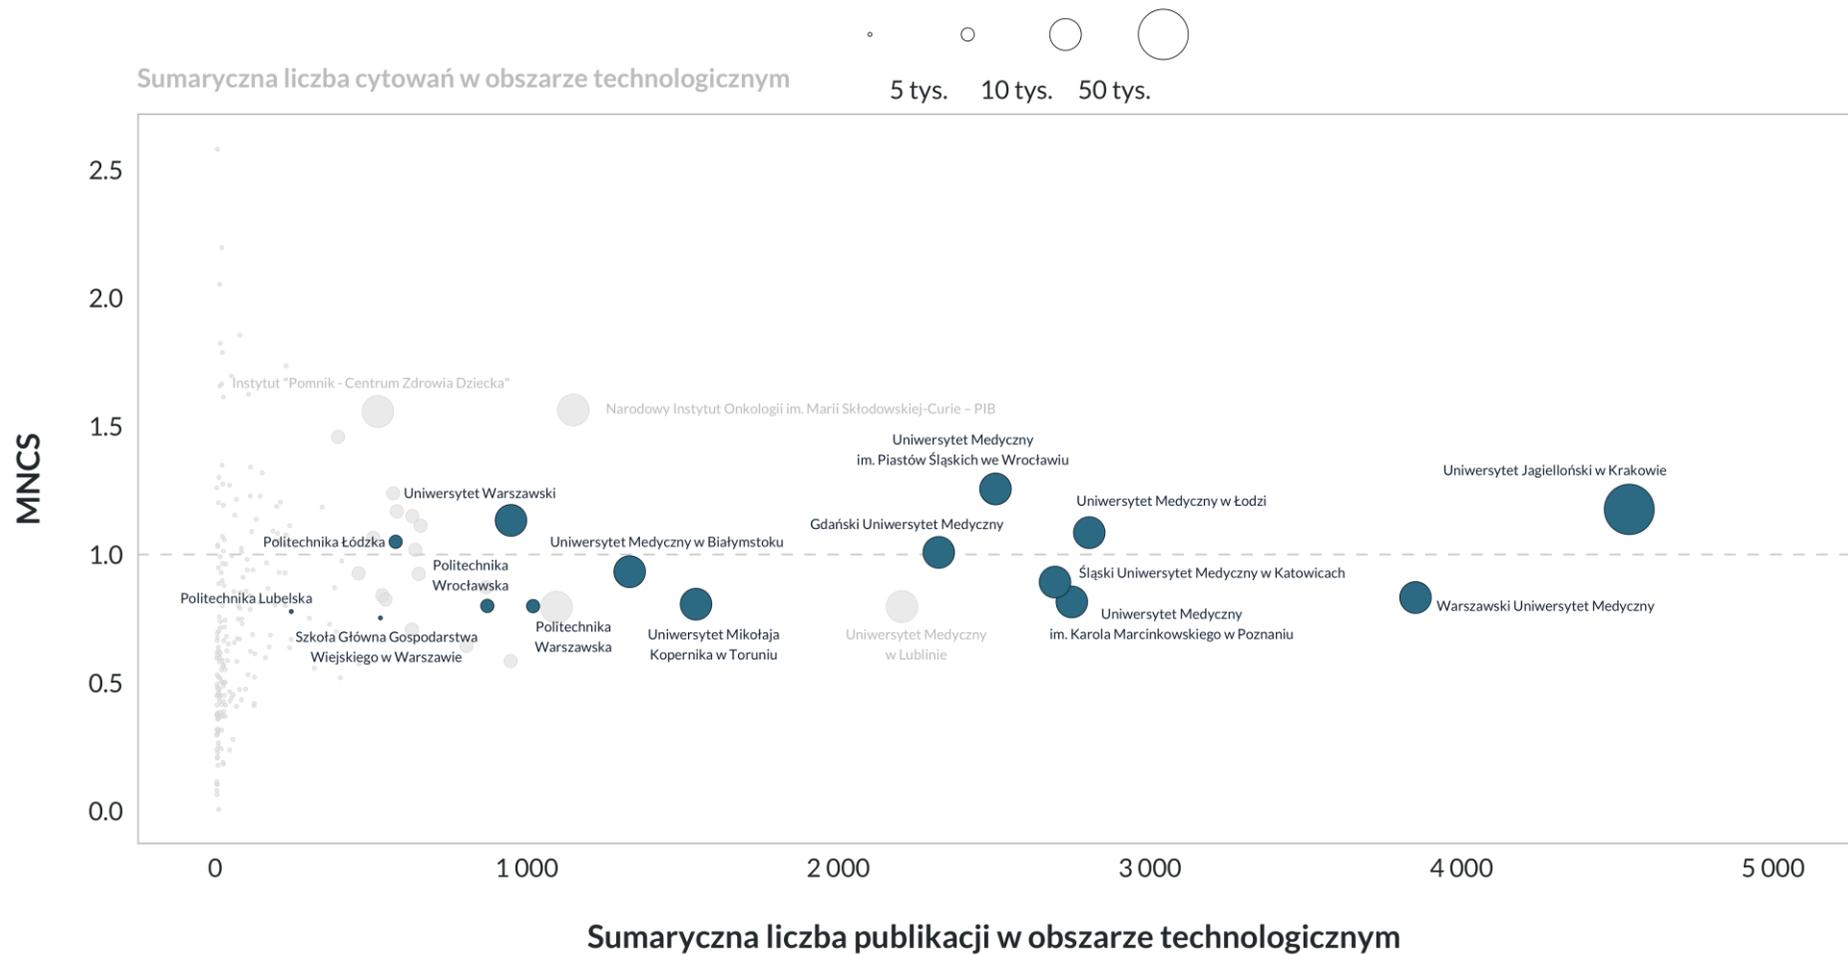 Sumaryczna liczba cytowań w obszarze technologicznym
5 tys.
10 tys.
50 tys.
MNCS
2.5
2.0
1.5
1.0
0.5
0.0
Instytut "Pomnik - Centrum Zdrowia Dziecka"
Narodowy Instytut Onkologii im. Marii Skłodowskiej-Curie – PIB
Uniwersytet Medyczny
im. Piastów Śląskich we Wrocławiu
Uniwersytet Jagielloński w Krakowie
Uniwersytet Warszawski
Uniwersytet Medyczny w Łodzi
Gdański Uniwersytet Medyczny
Politechnika Łódzka
Uniwersytet Medyczny w Białymstoku
Politechnika
Wrocławska
Śląski Uniwersytet Medyczny w Katowicach
Politechnika Lubelska
Warszawski Uniwersytet Medyczny
Uniwersytet Medyczny
im. Karola Marcinkowskiego w Poznaniu
Politechnika
Warszawska
Szkoła Główna Gospodarstwa
Wiejskiego w Warszawie
Uniwersytet Mikołaja
Kopernika w Toruniu
Uniwersytet Medyczny
w Lublinie
0
1 000
2 000
3 000
4 000
5 000
Sumaryczna liczba publikacji w obszarze technologicznym